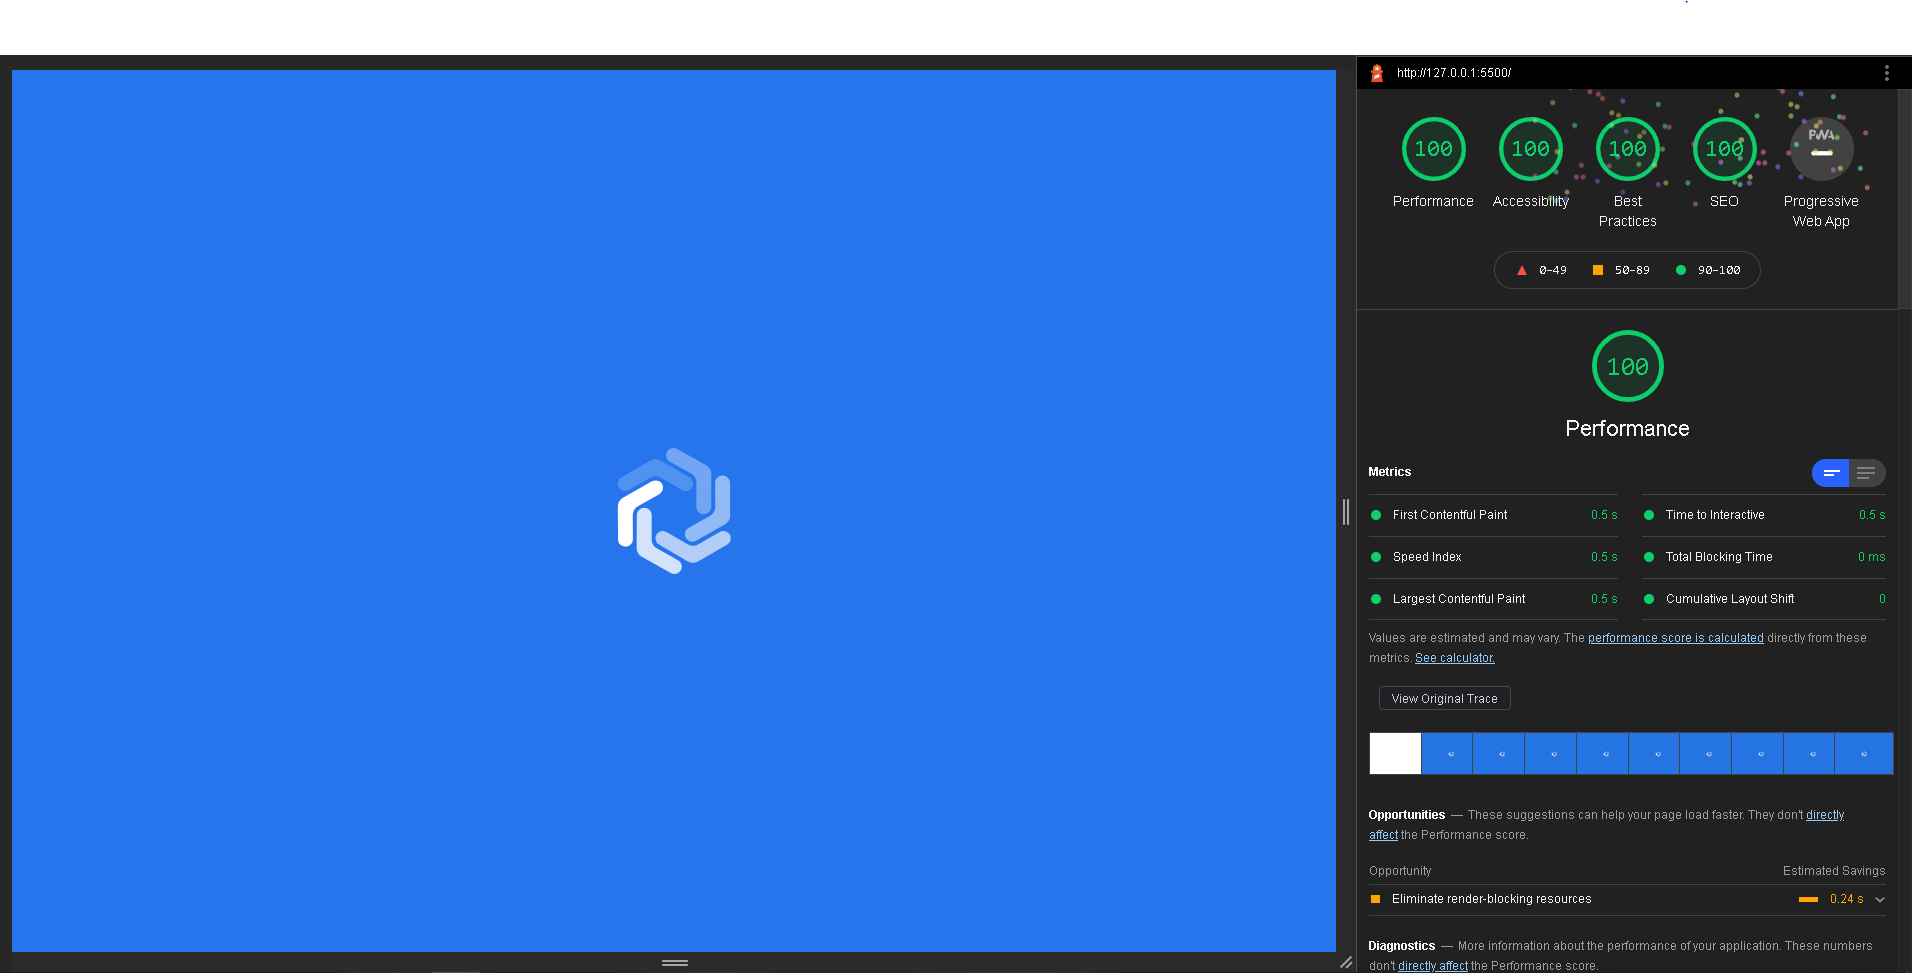 http://127.0.0.1:5500/
100
100
100
100
PWA
Performance
Accessibility
Best
Practices
SEO
Progressive
Web App
0–49
50–89
90–100
100
Performance
Metrics
First Contentful Paint 0.5 s
Time to Interactive 0.5 s
Speed Index 0.5 s
Total Blocking Time 0 ms
Largest Contentful Paint 0.5 s
Cumulative Layout Shift 0
Values are estimated and may vary. The performance score is calculated directly from these
metrics. See calculator.
View Original Trace
Opportunities — These suggestions can help your page load faster. They don't directly
affect the Performance score.
Opportunity Estimated Savings
Eliminate render-blocking resources 0.24 s
Diagnostics — More information about the performance of your application. These numbers
don't directly affect the Performance score.